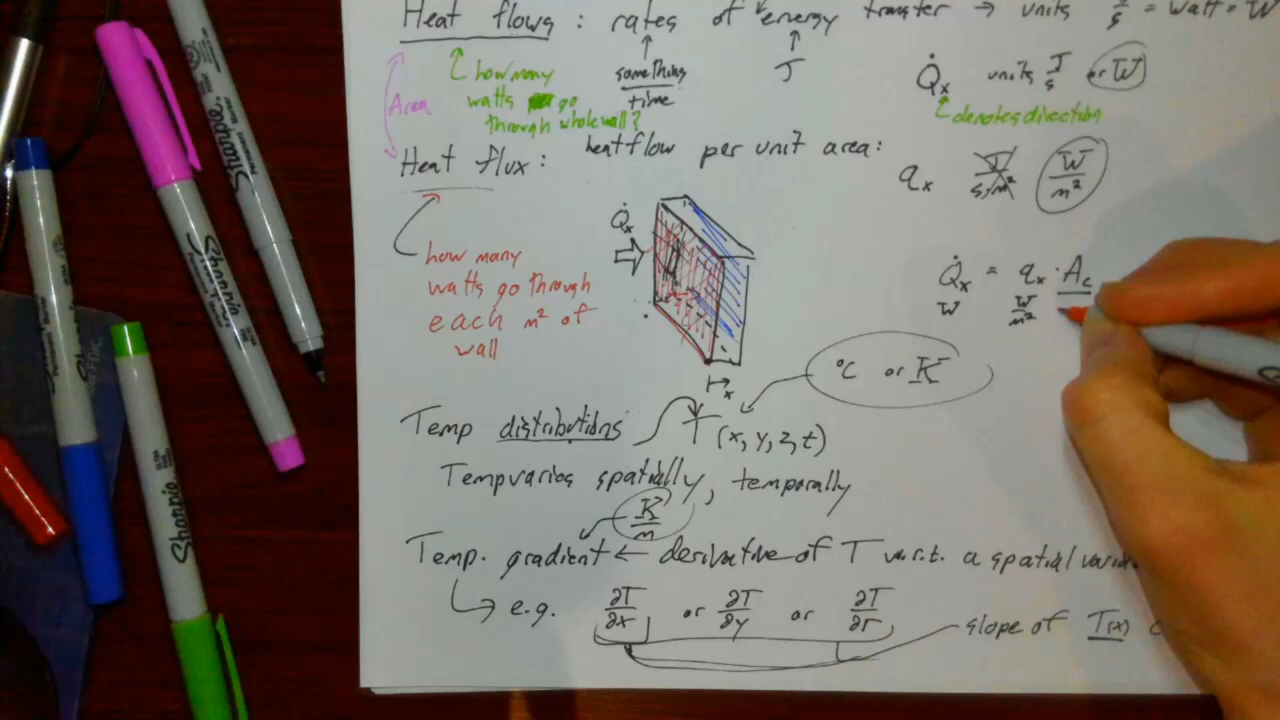 Heat flows : rates of energy transfer → units J/s = Watt = W
how many watts go through whole wall?
something/time
J
Q̇x units J/s or W
denotes direction
Area
Heat flux : heat flow per unit area:
qx J/s·m² W/m²
Q̇x
how many watts go through each m² of wall
Q̇x = qx · Ac
W W/m²
x
°C or K
Temp distributions T(x, y, z, t)
Temp varies spatially, temporally
K/m
Temp. gradient ← derivative of T w.r.t. a spatial
↳ e.g. ∂T/∂x or ∂T/∂y or ∂T/∂r
slope of T(x)
Sharpie
Sharpie
Sharpie